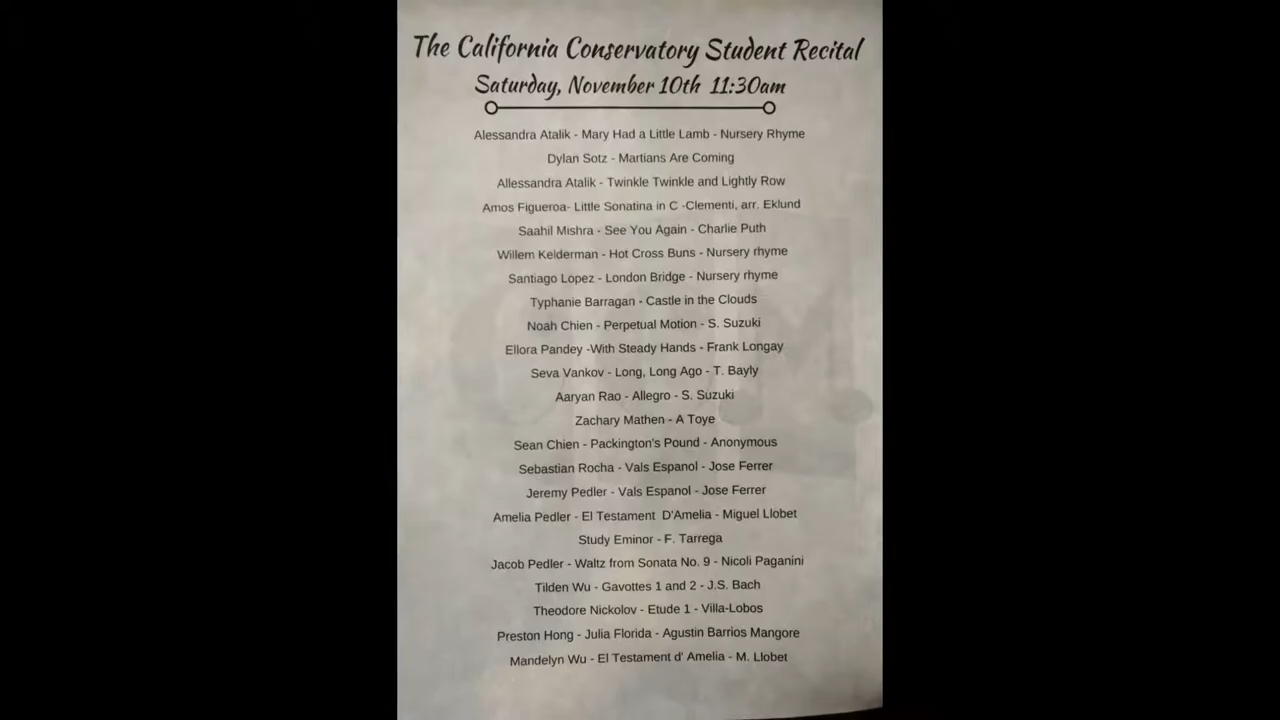 The California Conservatory Student Recital
Saturday, November 10th 11:30am
Alessandra Atalik - Mary Had a Little Lamb - Nursery Rhyme
Dylan Sotz - Martians Are Coming
Allessandra Atalik - Twinkle Twinkle and Lightly Row
Amos Figueroa- Little Sonatina in C -Clementi, arr. Eklund
Saahil Mishra - See You Again - Charlie Puth
Willem Kelderman - Hot Cross Buns - Nursery rhyme
Santiago Lopez - London Bridge - Nursery rhyme
Typhanie Barragan - Castle in the Clouds
Noah Chien - Perpetual Motion - S. Suzuki
Ellora Pandey -With Steady Hands - Frank Longay
Seva Vankov - Long, Long Ago - T. Bayly
Aaryan Rao - Allegro - S. Suzuki
Zachary Mathen - A Toye
Sean Chien - Packington's Pound - Anonymous
Sebastian Rocha - Vals Espanol - Jose Ferrer
Jeremy Pedler - Vals Espanol - Jose Ferrer
Amelia Pedler - El Testament D'Amelia - Miguel Llobet
Study Eminor - F. Tarrega
Jacob Pedler - Waltz from Sonata No. 9 - Nicoli Paganini
Tilden Wu - Gavottes 1 and 2 - J.S. Bach
Theodore Nickolov - Etude 1 - Villa-Lobos
Preston Hong - Julia Florida - Agustin Barrios Mangore
Mandelyn Wu - El Testament d' Amelia - M. Llobet